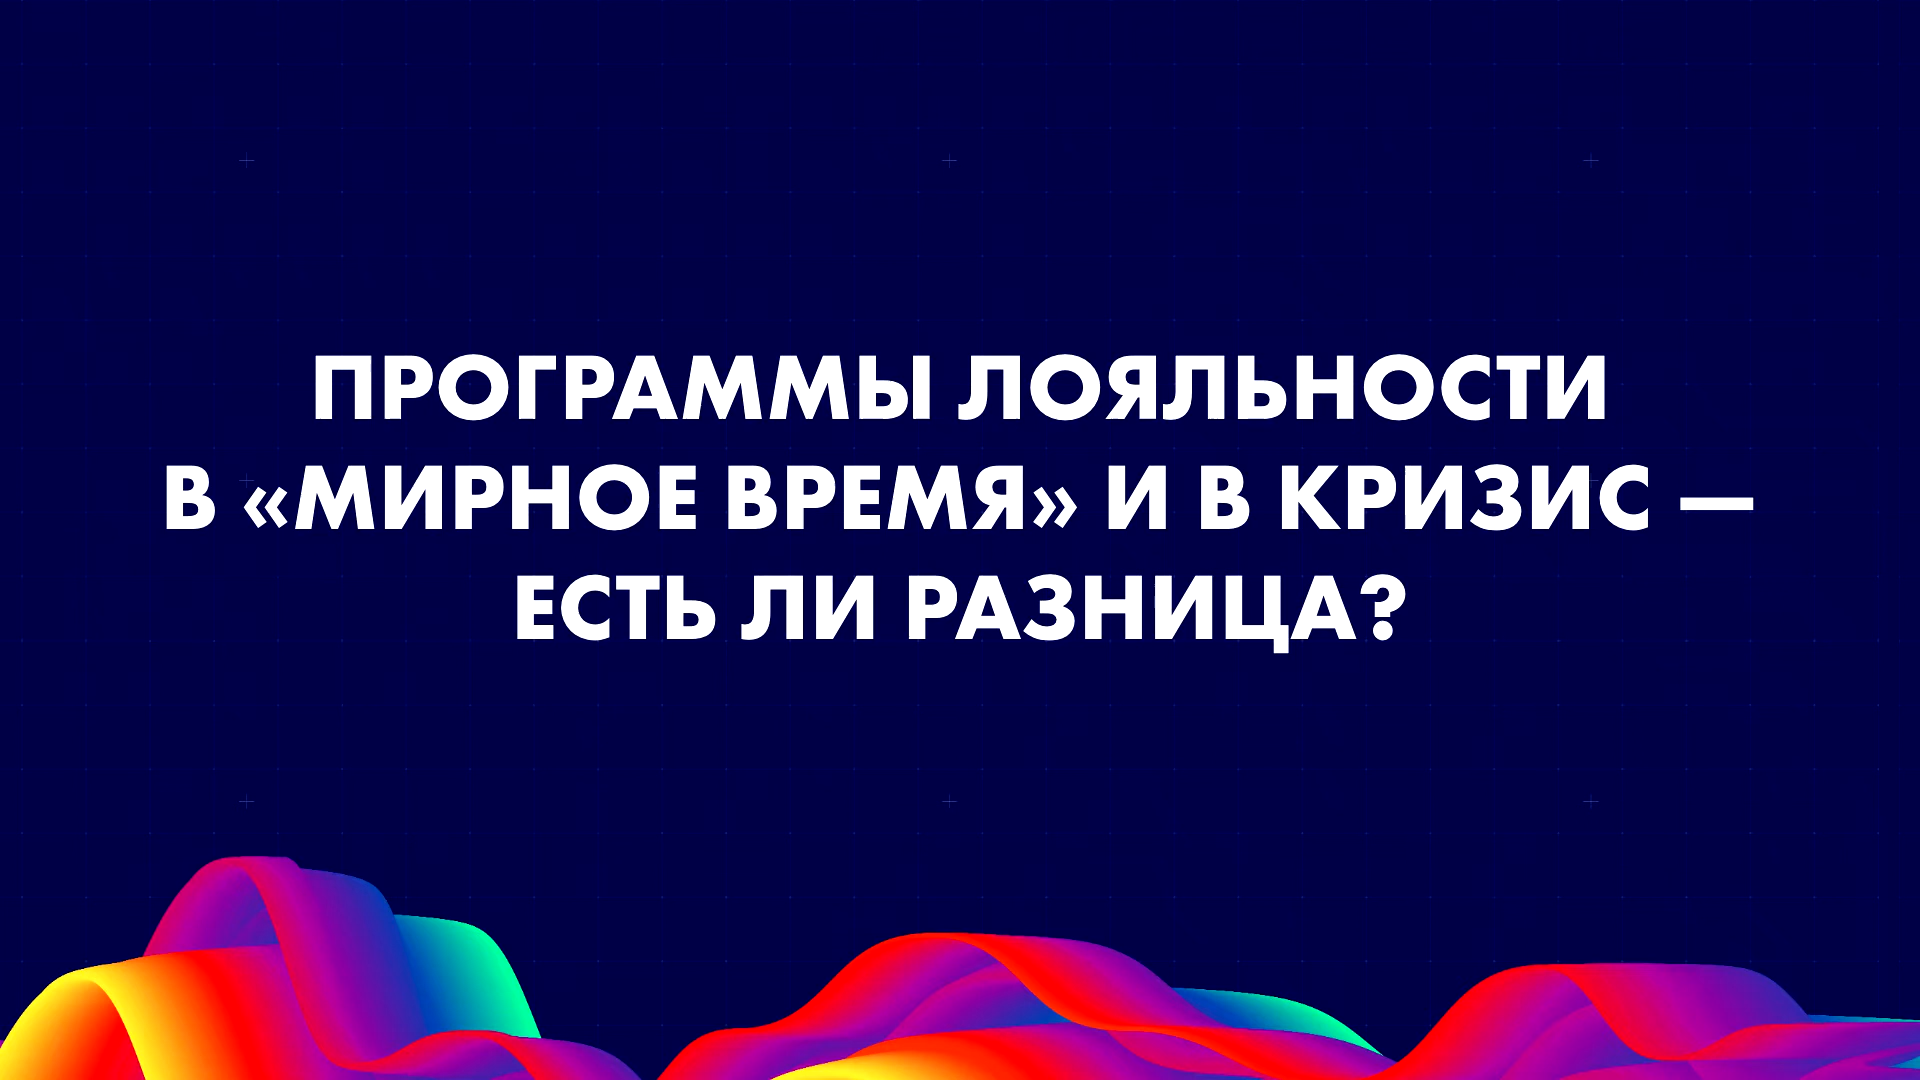 ПРОГРАММЫ ЛОЯЛЬНОСТИ
В «МИРНОЕ ВРЕМЯ» И В КРИЗИС —
ЕСТЬ ЛИ РАЗНИЦА?